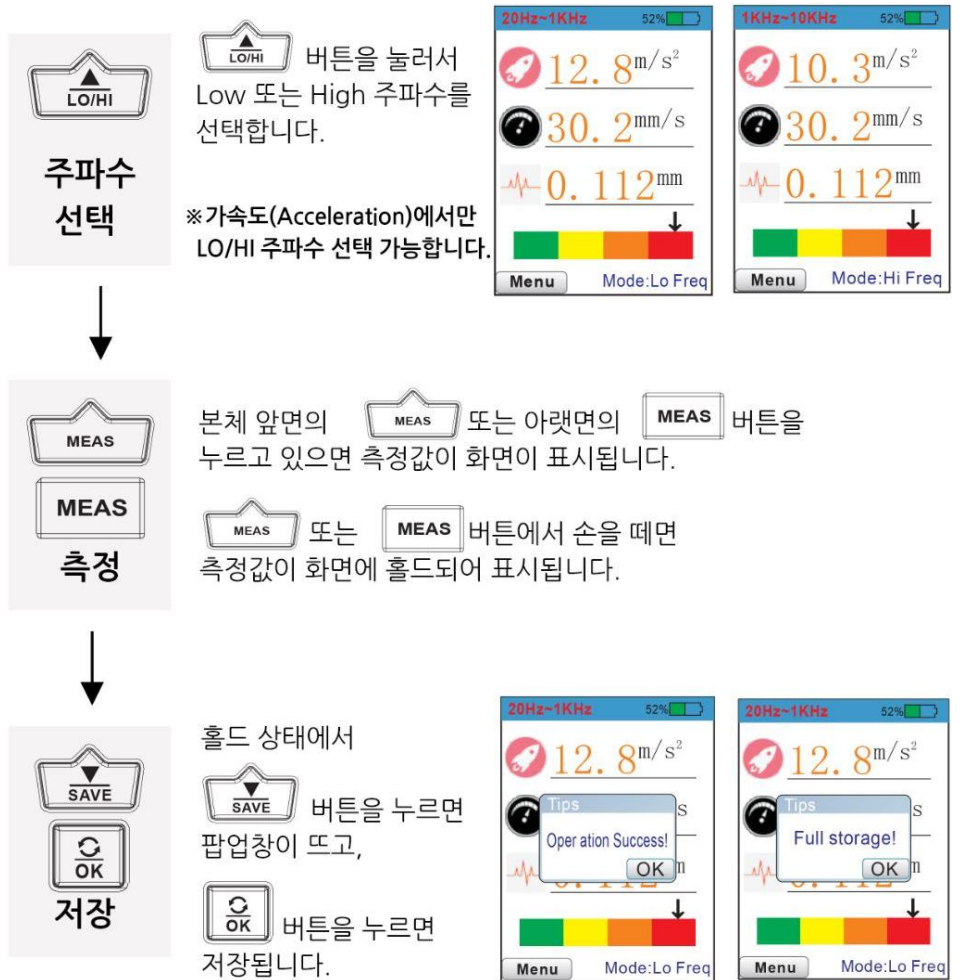 LO/HI
주파수
선택
LO/HI 버튼을 눌러서
Low 또는 High 주파수를
선택합니다.
※가속도(Acceleration)에서만
LO/HI 주파수 선택 가능합니다.
20Hz~1KHz 52%
12. 8m/s²
30. 2mm/s
0. 112mm
Menu Mode:Lo Freq
1KHz~10KHz 52%
10. 3m/s²
30. 2mm/s
0. 112mm
Menu Mode:Hi Freq
MEAS
MEAS
측정
본체 앞면의 MEAS 또는 아랫면의 MEAS 버튼을
누르고 있으면 측정값이 화면이 표시됩니다.
MEAS 또는 MEAS 버튼에서 손을 떼면
측정값이 화면에 홀드되어 표시됩니다.
SAVE
OK
저장
홀드 상태에서
SAVE 버튼을 누르면
팝업창이 뜨고,
OK 버튼을 누르면
저장됩니다.
20Hz~1KHz 52%
12. 8m/s²
Tips s
Oper ation Success!
OK m
0. 112
Menu Mode:Lo Freq
20Hz~1KHz 52%
12. 8m/s²
Tips s
Full storage!
OK m
0. 112
Menu Mode:Lo Freq